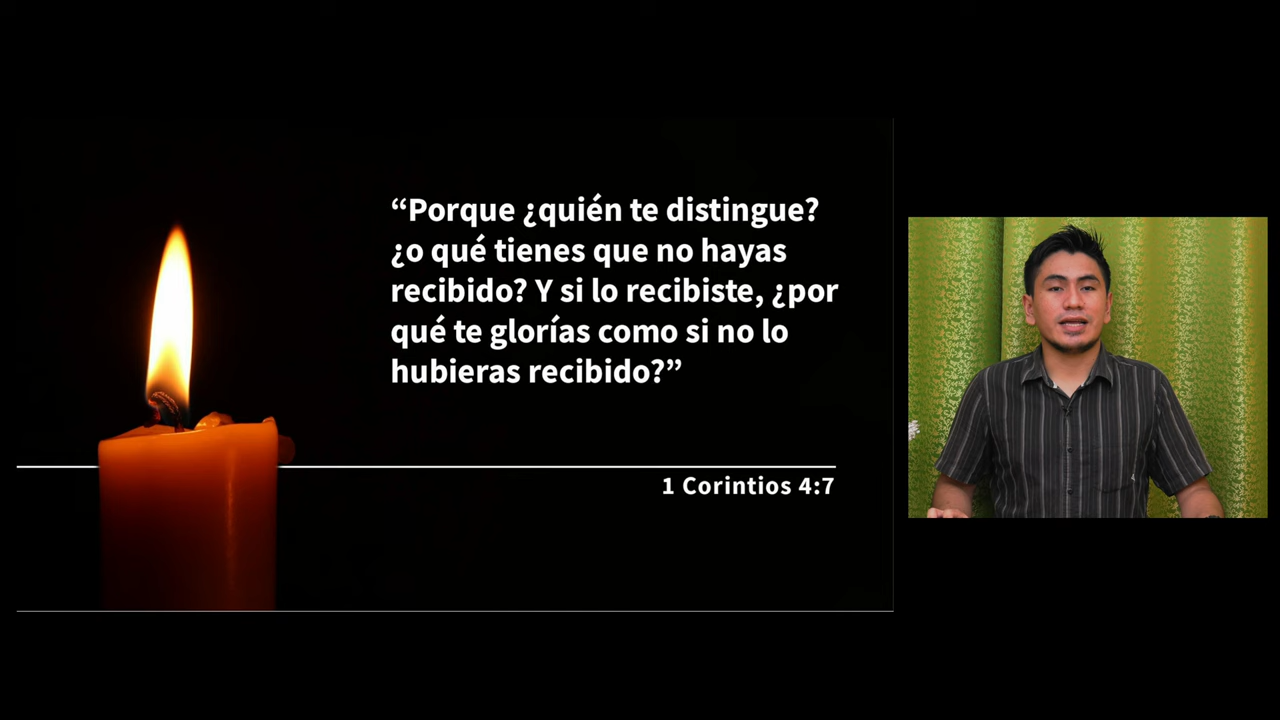 “Porque ¿quién te distingue?
¿o qué tienes que no hayas
recibido? Y si lo recibiste, ¿por
qué te glorías como si no lo
hubieras recibido?”
1 Corintios 4:7